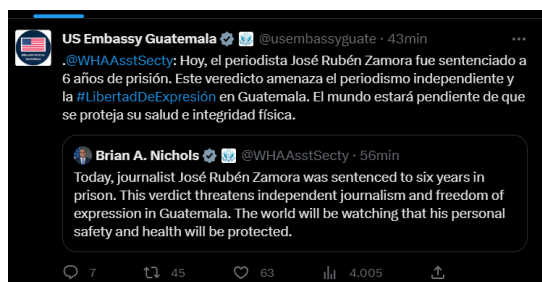 US Embassy Guatemala @usembassyguate · 43min
.@WHAAsstSecty: Hoy, el periodista José Rubén Zamora fue sentenciado a
6 años de prisión. Este veredicto amenaza el periodismo independiente y
la #LibertadDeExpresión en Guatemala. El mundo estará pendiente de que
se proteja su salud e integridad física.
Brian A. Nichols @WHAAsstSecty · 56min
Today, journalist José Rubén Zamora was sentenced to six years in
prison. This verdict threatens independent journalism and freedom of
expression in Guatemala. The world will be watching that his personal
safety and health will be protected.
7 45 63 4.005